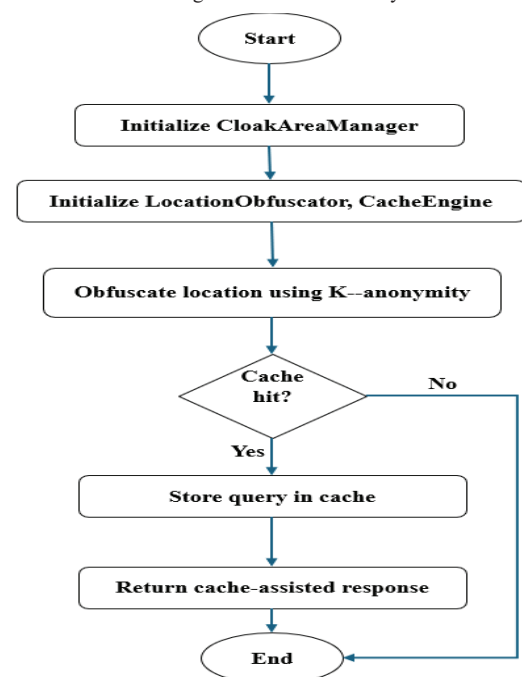 Start
Initialize CloakAreaManager
Initialize LocationObfuscator, CacheEngine
Obfuscate location using K--anonymity
Cache
hit?
No
Yes
Store query in cache
Return cache-assisted response
End